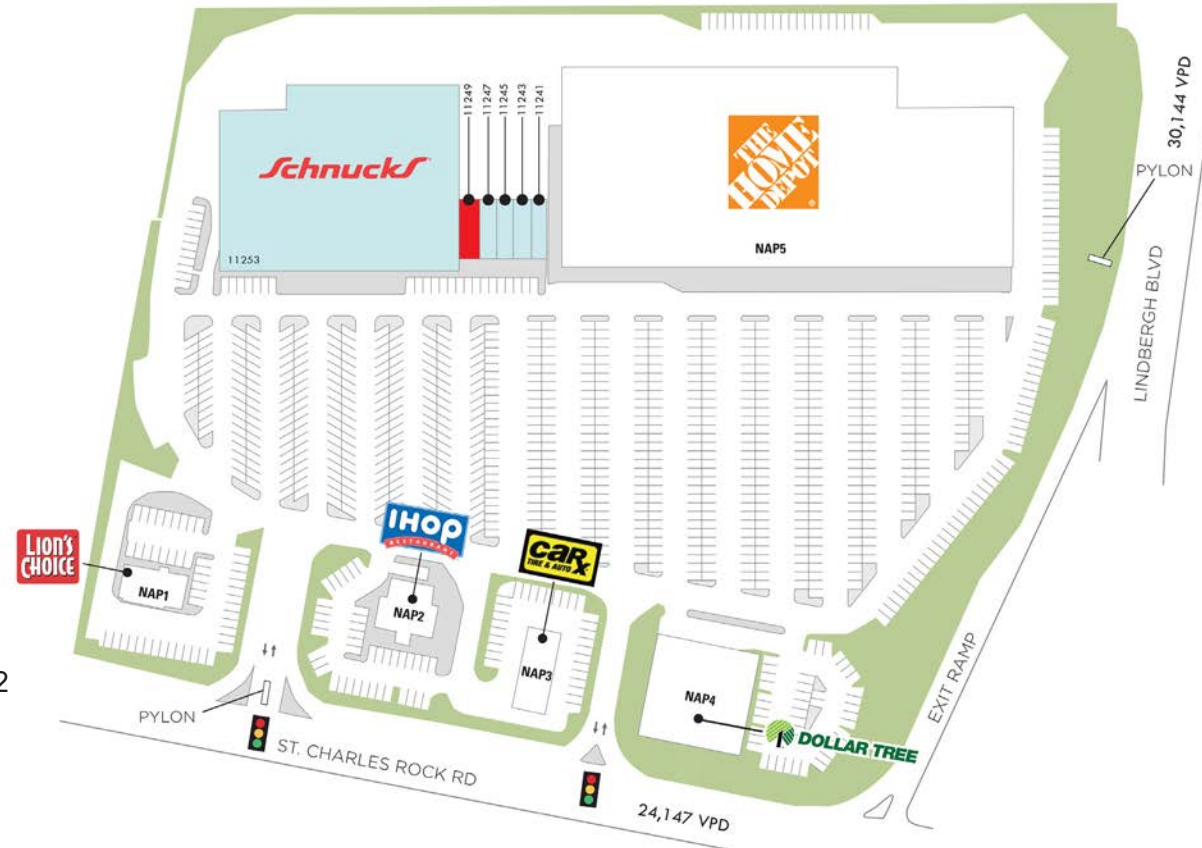 11249
11247
11245
11243
11241
Schnucks
11253
THE
HOME
DEPOT
®
NAP5
30,144 VPD
PYLON
LINDBERGH BLVD
LION'S
CHOICE
NAP1
IHOP
RESTAURANT
NAP2
CAR X
TIRE & AUTO
NAP3
NAP4
DOLLAR TREE
EXIT RAMP
2
PYLON
ST. CHARLES ROCK RD
24,147 VPD